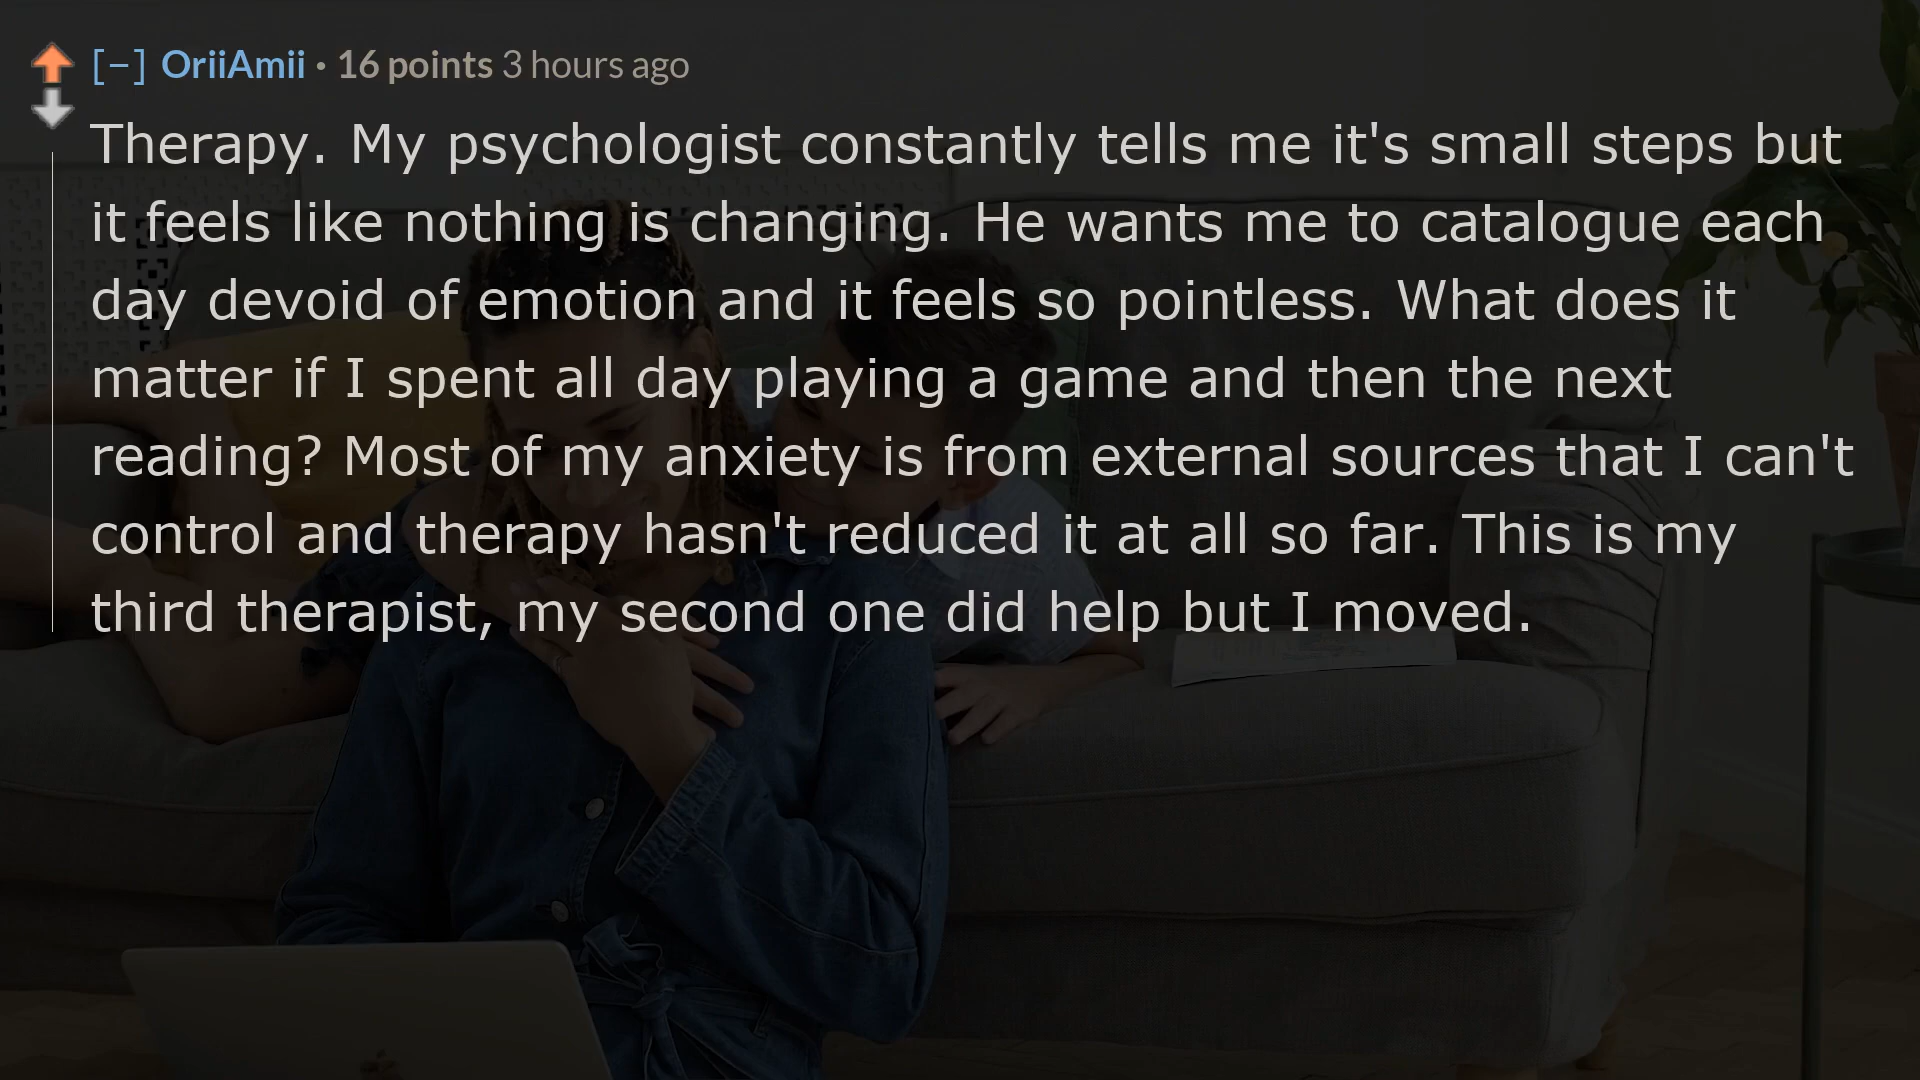 [−] OriiAmii • 16 points 3 hours ago
Therapy. My psychologist constantly tells me it's small steps but
it feels like nothing is changing. He wants me to catalogue each
day devoid of emotion and it feels so pointless. What does it
matter if I spent all day playing a game and then the next
reading? Most of my anxiety is from external sources that I can't
control and therapy hasn't reduced it at all so far. This is my
third therapist, my second one did help but I moved.